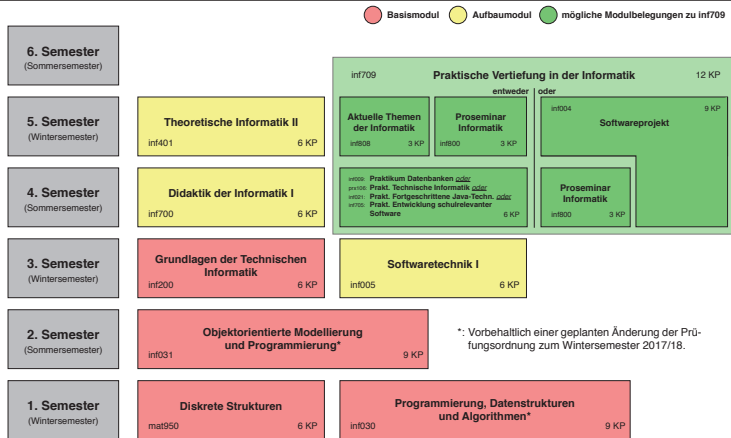 Basismodul
Aufbaumodul
mögliche Modulbelegungen zu inf709
6. Semester
(Sommersemester)
inf709
Praktische Vertiefung in der Informatik
12 KP
entweder
oder
5. Semester
(Wintersemester)
Theoretische Informatik II
inf401
6 KP
Aktuelle Themen
der Informatik
inf808
3 KP
Proseminar
Informatik
inf800
3 KP
inf004
9 KP
Softwareprojekt
4. Semester
(Sommersemester)
Didaktik der Informatik I
inf700
6 KP
Praktikum Datenbanken oder
Prakt. Technische Informatik oder
Prakt. Fortgeschrittene Java-Techn. oder
Prakt. Entwicklung schulrelevanter
Software
6 KP
Proseminar
Informatik
inf800
3 KP
3. Semester
(Wintersemester)
Grundlagen der Technischen
Informatik
inf200
6 KP
Softwaretechnik I
inf005
6 KP
2. Semester
(Sommersemester)
Objektorientierte Modellierung
und Programmierung*
inf031
9 KP
*: Vorbehaltlich einer geplanten Änderung der Prü-
fungsordnung zum Wintersemester 2017/18.
1. Semester
(Wintersemester)
Diskrete Strukturen
mat950
6 KP
Programmierung, Datenstrukturen
und Algorithmen*
inf030
9 KP